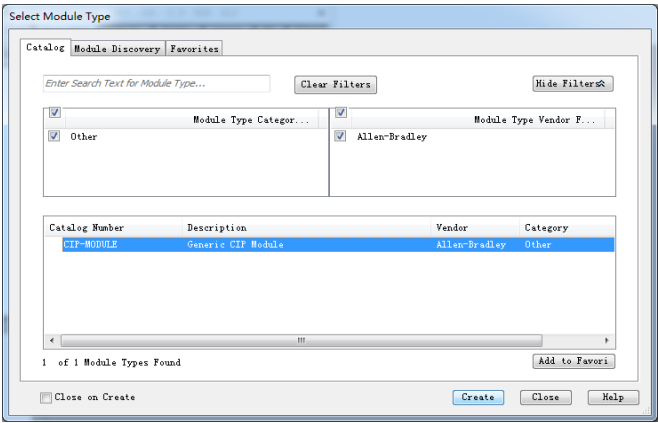 Select Module Type
Catalog Module Discovery Favorites
Enter Search Text for Module Type...
Clear Filters
Hide Filters
Module Type Categor...
Module Type Vendor F...
Other
Allen-Bradley
Catalog Number Description Vendor Category
CIP-MODULE Generic CIP Module Allen-Bradley Other
1 of 1 Module Types Found
Add to Favori
Close on Create
Create Close Help